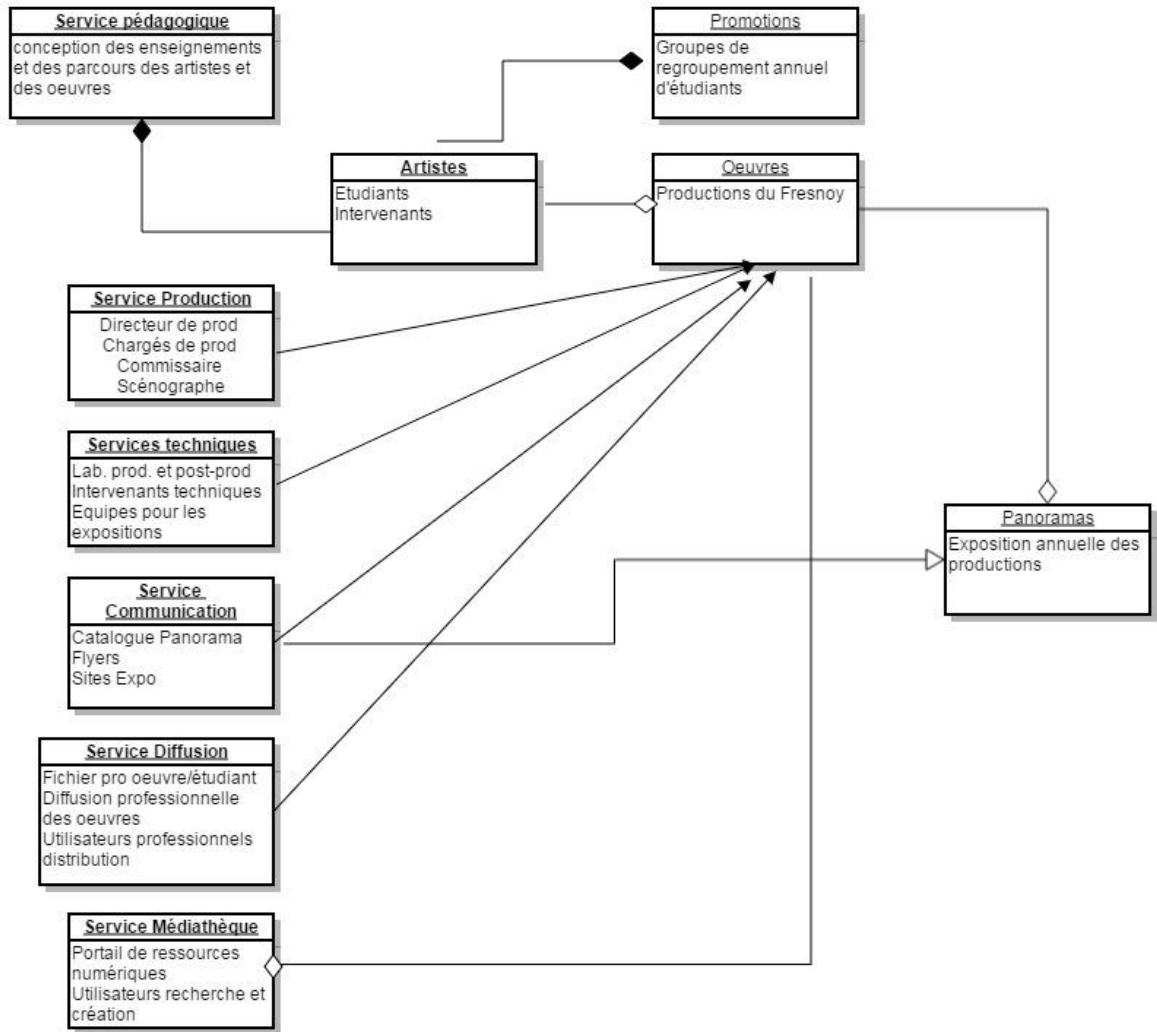 Service pédagogique
conception des enseignements
et des parcours des artistes et
des oeuvres
Promotions
Groupes de
regroupement annuel
d'étudiants
Artistes
Etudiants
Intervenants
Oeuvres
Productions du Fresnoy
Service Production
Directeur de prod
Chargés de prod
Commissaire
Scénographe
Services techniques
Lab. prod. et post-prod
Intervenants techniques
Equipes pour les
expositions
Panoramas
Exposition annuelle des
productions
Service
Communication
Catalogue Panorama
Flyers
Sites Expo
Service Diffusion
Fichier pro oeuvre/étudiant
Diffusion professionnelle
des oeuvres
Utilisateurs professionnels
distribution
Service Médiathèque
Portail de ressources
numériques
Utilisateurs recherche et
création